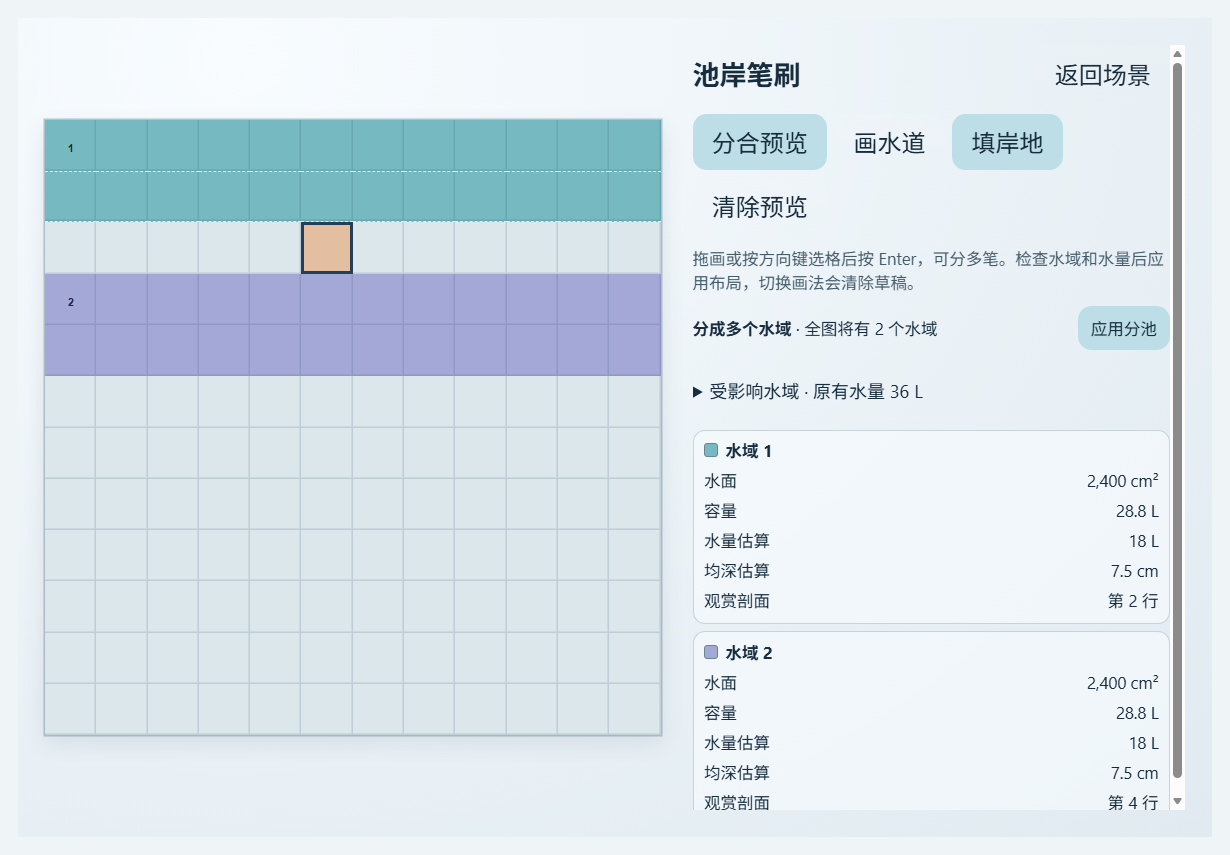 池岸笔刷
返回场景
分合预览
画水道
填岸地
清除预览
拖画或按方向键选格后按 Enter，可分多笔。检查水域和水量后应
用布局，切换画法会清除草稿。
分成多个水域 · 全图将有 2 个水域
应用分池
▶ 受影响水域 · 原有水量 36 L
1
2
水域 1
水面 2,400 cm²
容量 28.8 L
水量估算 18 L
均深估算 7.5 cm
观赏剖面 第 2 行
水域 2
水面 2,400 cm²
容量 28.8 L
水量估算 18 L
均深估算 7.5 cm
观赏剖面 第 4 行